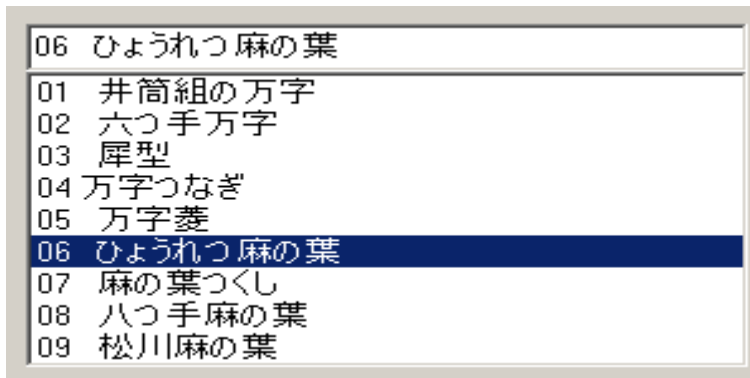 06 ひょうれつ麻の葉
01 井筒組の万字
02 六つ手万字
03 犀型
04 万字つなぎ
05 万字菱
06 ひょうれつ麻の葉
07 麻の葉つくし
08 八つ手麻の葉
09 松川麻の葉